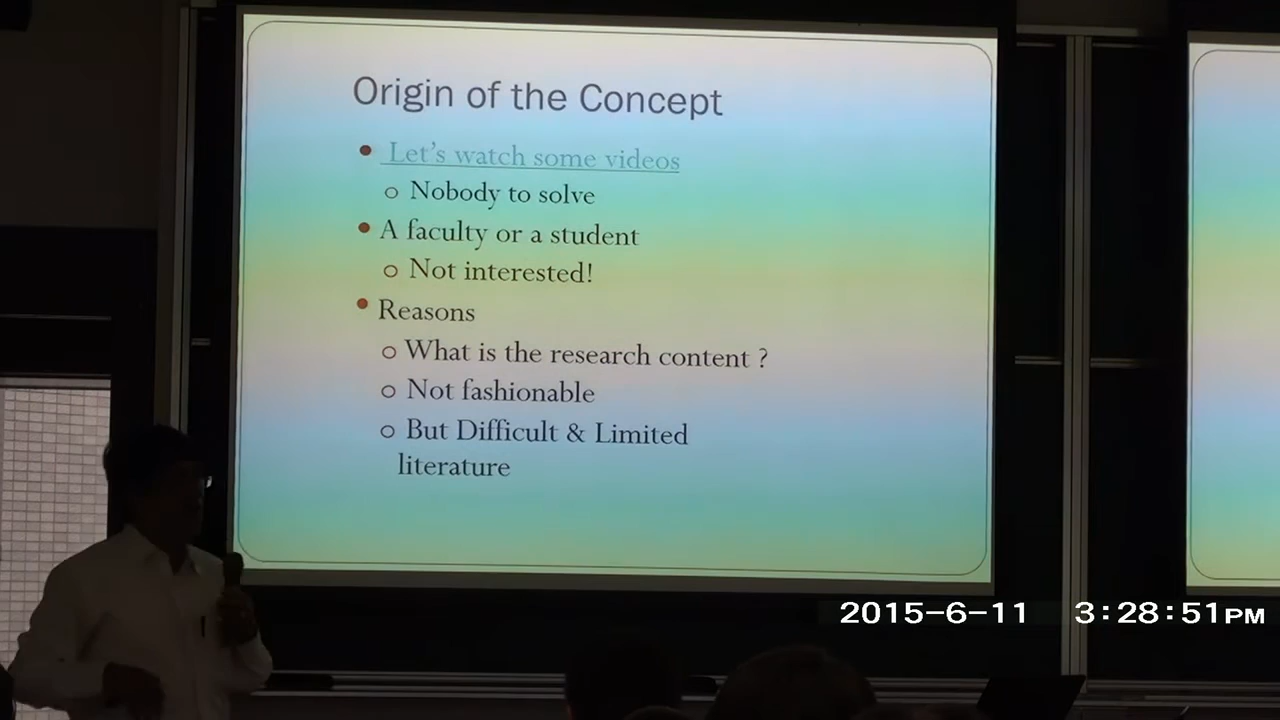 Origin of the Concept
• Let's watch some videos
o Nobody to solve
• A faculty or a student
o Not interested!
• Reasons
o What is the research content ?
o Not fashionable
o But Difficult & Limited
literature
2015-6-11 3:28:51PM